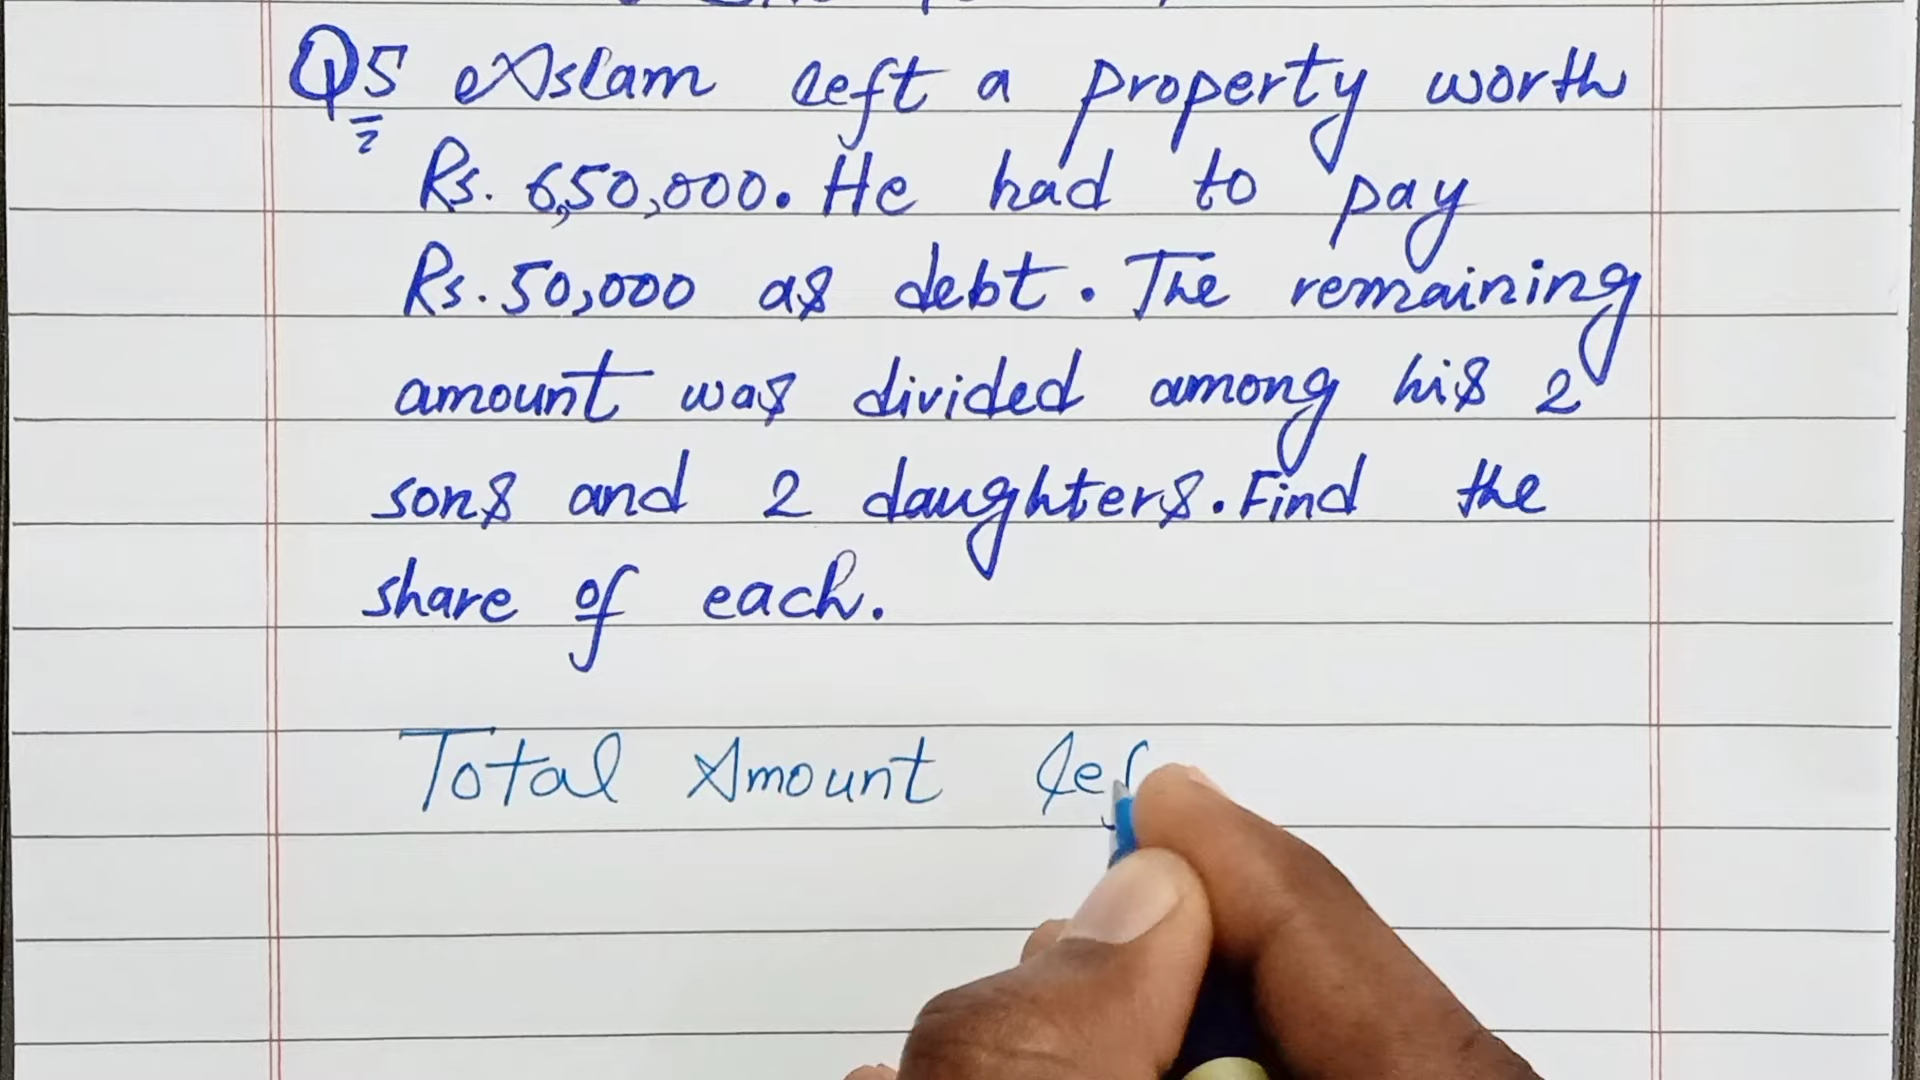 Q5 Aslam left a property worth
Rs. 6,50,000. He had to pay
Rs. 50,000 as debt. The remaining
amount was divided among his 2
sons and 2 daughters. Find the
share of each.
Total Amount lef